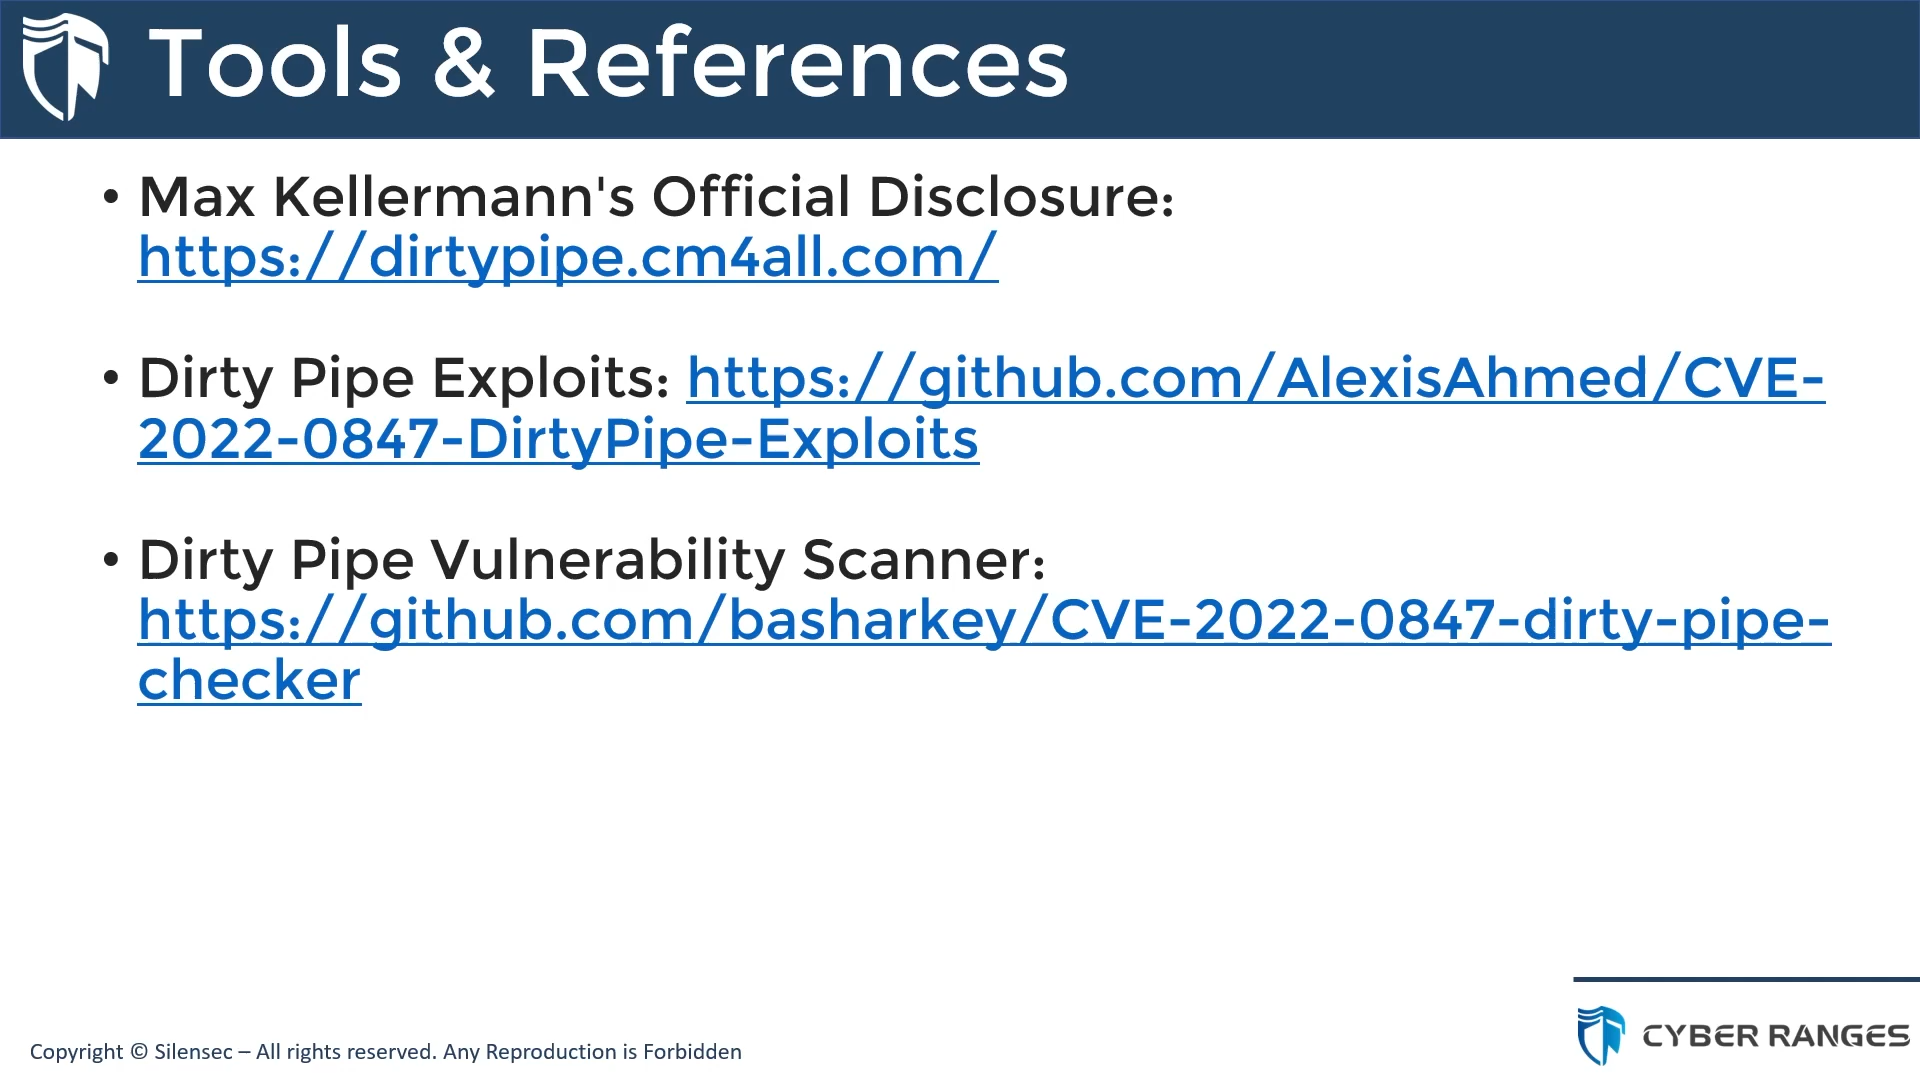 Tools & References
• Max Kellermann's Official Disclosure:
https://dirtypipe.cm4all.com/
• Dirty Pipe Exploits: https://github.com/AlexisAhmed/CVE-
2022-0847-DirtyPipe-Exploits
• Dirty Pipe Vulnerability Scanner:
https://github.com/basharkey/CVE-2022-0847-dirty-pipe-
checker
Copyright © Silensec – All rights reserved. Any Reproduction is Forbidden
CYBER RANGES